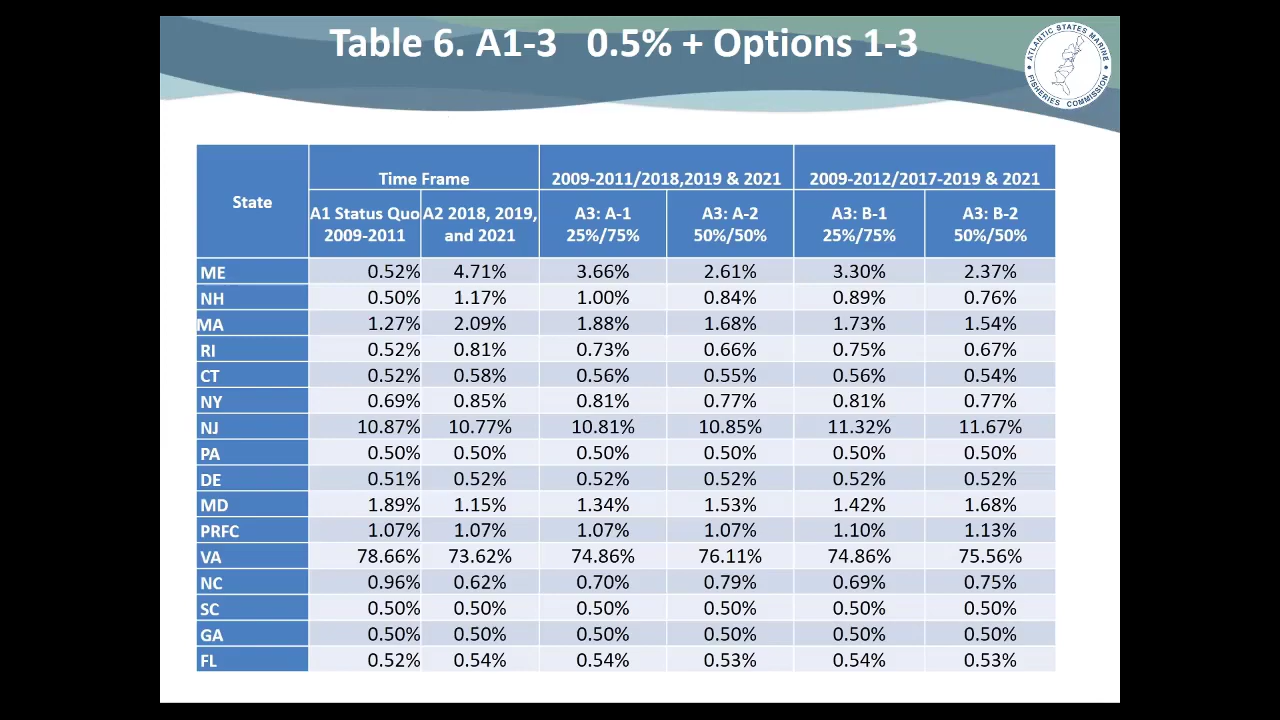 Table 6. A1-3 0.5% + Options 1-3
ATLANTIC STATES MARINE
FISHERIES COMMISSION
State Time Frame 2009-2011/2018,2019 & 2021 2009-2012/2017-2019 & 2021
A1 Status Quo A2 2018, 2019, A3: A-1 A3: A-2 A3: B-1 A3: B-2
2009-2011 and 2021 25%/75% 50%/50% 25%/75% 50%/50%
ME 0.52% 4.71% 3.66% 2.61% 3.30% 2.37%
NH 0.50% 1.17% 1.00% 0.84% 0.89% 0.76%
MA 1.27% 2.09% 1.88% 1.68% 1.73% 1.54%
RI 0.52% 0.81% 0.73% 0.66% 0.75% 0.67%
CT 0.52% 0.58% 0.56% 0.55% 0.56% 0.54%
NY 0.69% 0.85% 0.81% 0.77% 0.81% 0.77%
NJ 10.87% 10.77% 10.81% 10.85% 11.32% 11.67%
PA 0.50% 0.50% 0.50% 0.50% 0.50% 0.50%
DE 0.51% 0.52% 0.52% 0.52% 0.52% 0.52%
MD 1.89% 1.15% 1.34% 1.53% 1.42% 1.68%
PRFC 1.07% 1.07% 1.07% 1.07% 1.10% 1.13%
VA 78.66% 73.62% 74.86% 76.11% 74.86% 75.56%
NC 0.96% 0.62% 0.70% 0.79% 0.69% 0.75%
SC 0.50% 0.50% 0.50% 0.50% 0.50% 0.50%
GA 0.50% 0.50% 0.50% 0.50% 0.50% 0.50%
FL 0.52% 0.54% 0.54% 0.53% 0.54% 0.53%